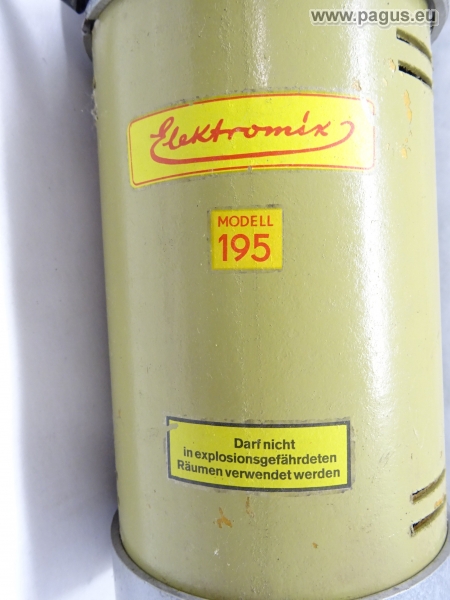 www.pagus.eu
Elektromix
MODELL
195
Darf nicht
in explosionsgefährdeten
Räumen verwendet werden